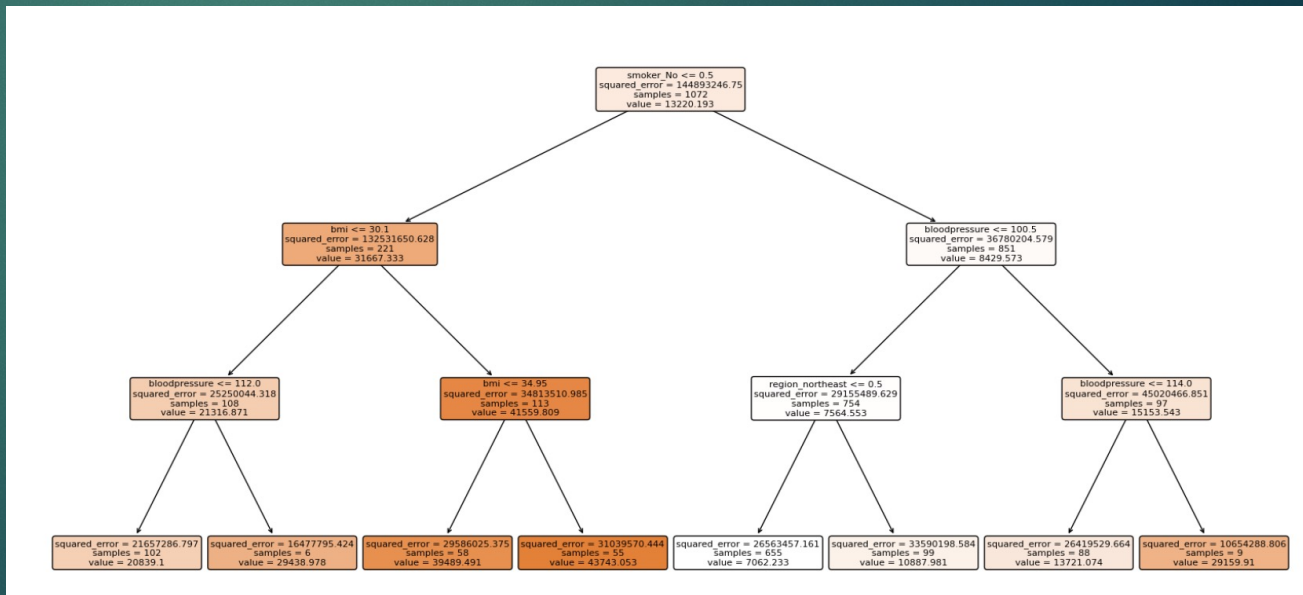 smoker_No <= 0.5
squared_error = 144893246.75
samples = 1072
value = 13220.193
bmi <= 30.1
squared_error = 132531650.628
samples = 221
value = 31667.333
bloodpressure <= 100.5
squared_error = 36780204.579
samples = 851
value = 8429.573
bloodpressure <= 112.0
squared_error = 25250044.318
samples = 108
value = 21316.871
bmi <= 34.95
squared_error = 34813510.985
samples = 113
value = 41559.809
region_northeast <= 0.5
squared_error = 29155489.629
samples = 754
value = 7564.553
bloodpressure <= 114.0
squared_error = 45020466.851
samples = 97
value = 15153.543
squared_error = 21657286.797
samples = 102
value = 20839.1
squared_error = 16477795.424
samples = 6
value = 29438.978
squared_error = 29586025.375
samples = 58
value = 39489.491
squared_error = 31039570.444
samples = 55
value = 43743.053
squared_error = 26563457.161
samples = 655
value = 7062.233
squared_error = 33590198.584
samples = 99
value = 10887.981
squared_error = 26419529.664
samples = 88
value = 13721.074
squared_error = 10654288.806
samples = 9
value = 29159.91